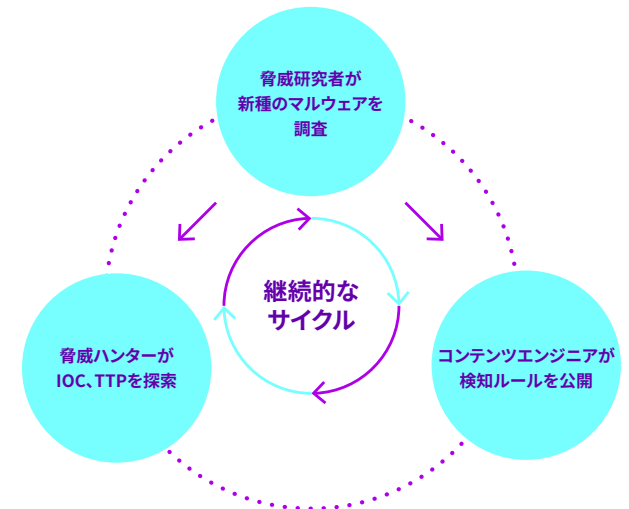 脅威研究者が
新種のマルウェアを
調査
継続的な
サイクル
脅威ハンターが
IOC、TTPを探索
コンテンツエンジニアが
検知ルールを公開